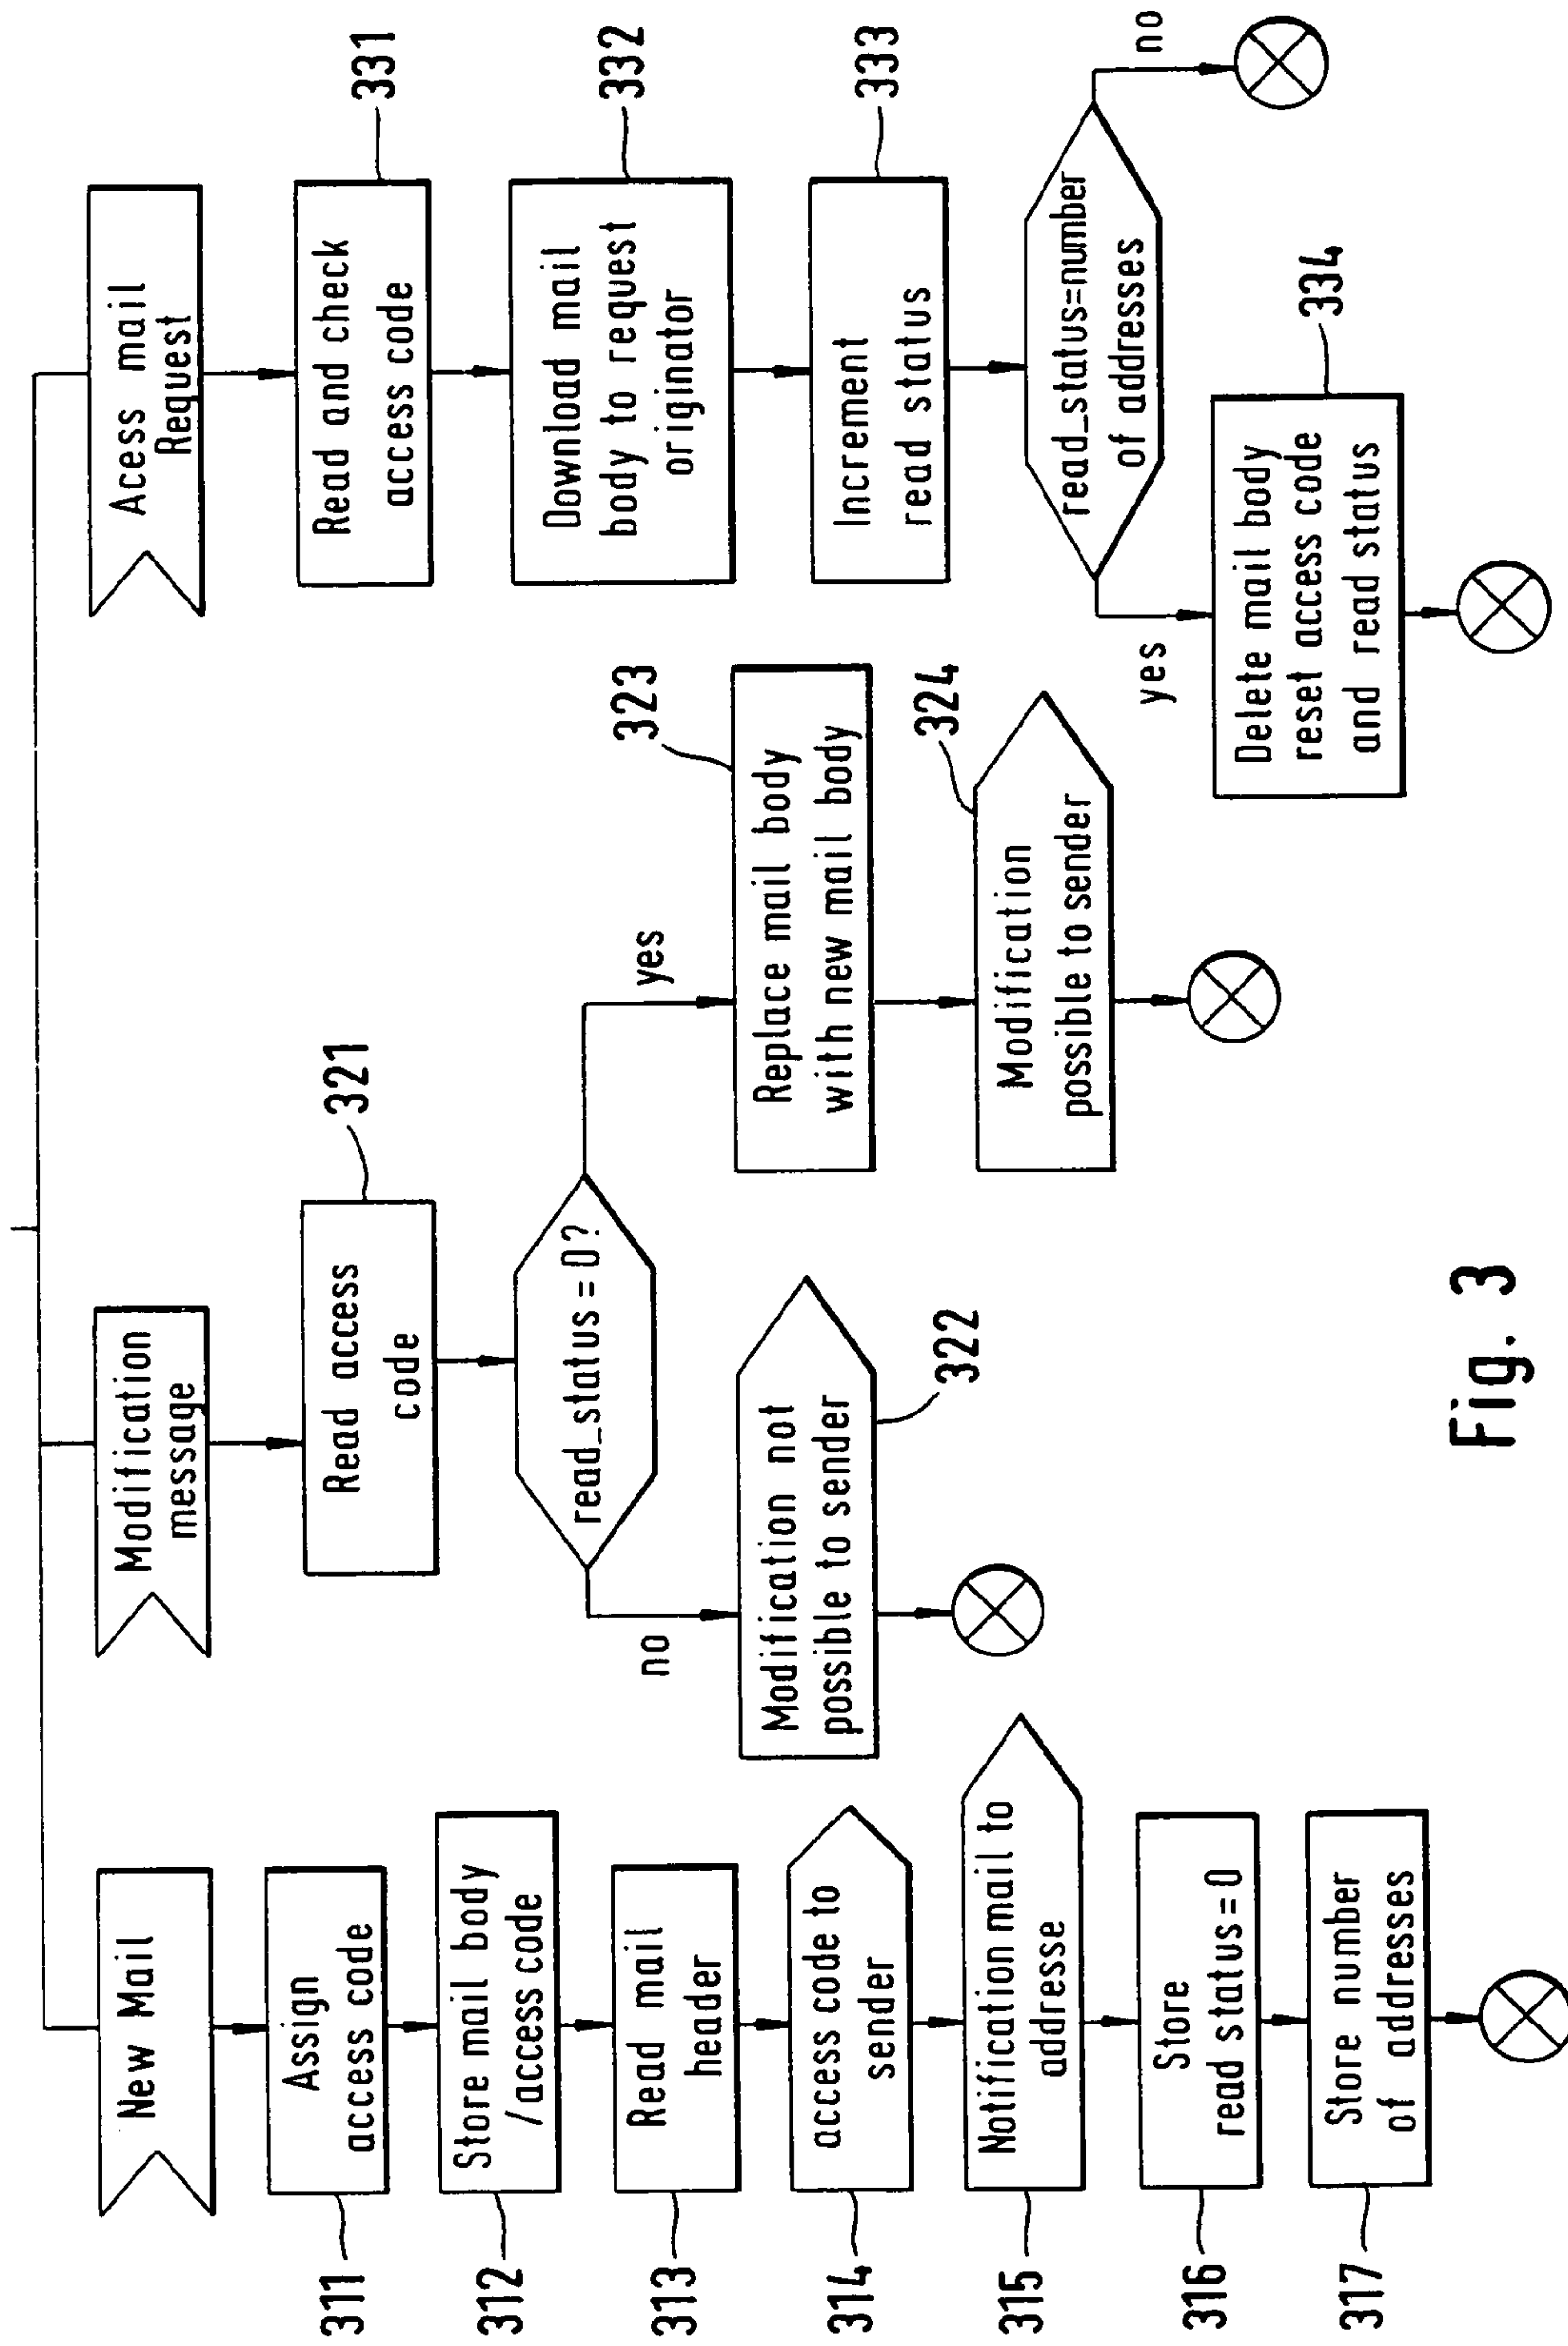 New Mail
311
Assign
access code
312
Store mail body
/access code
313
Read mail
header
314
access code to
sender
315
Notification mail to
addresse
316
Store
read status = 0
317
Store number
of addresses
Modification
message
321
Read access
code
read_status = 0?
no
yes
Modification not
possible to sender
322
323
Replace mail body
with new mail body
324
Modification
possible to sender
Acess mail
Request
331
Read and check
access code
332
Download mail
body to request
originator
333
Increment
read status
read_status=number
of addresses
no
yes
334
Delete mail body
reset access code
and read status
Fig. 3